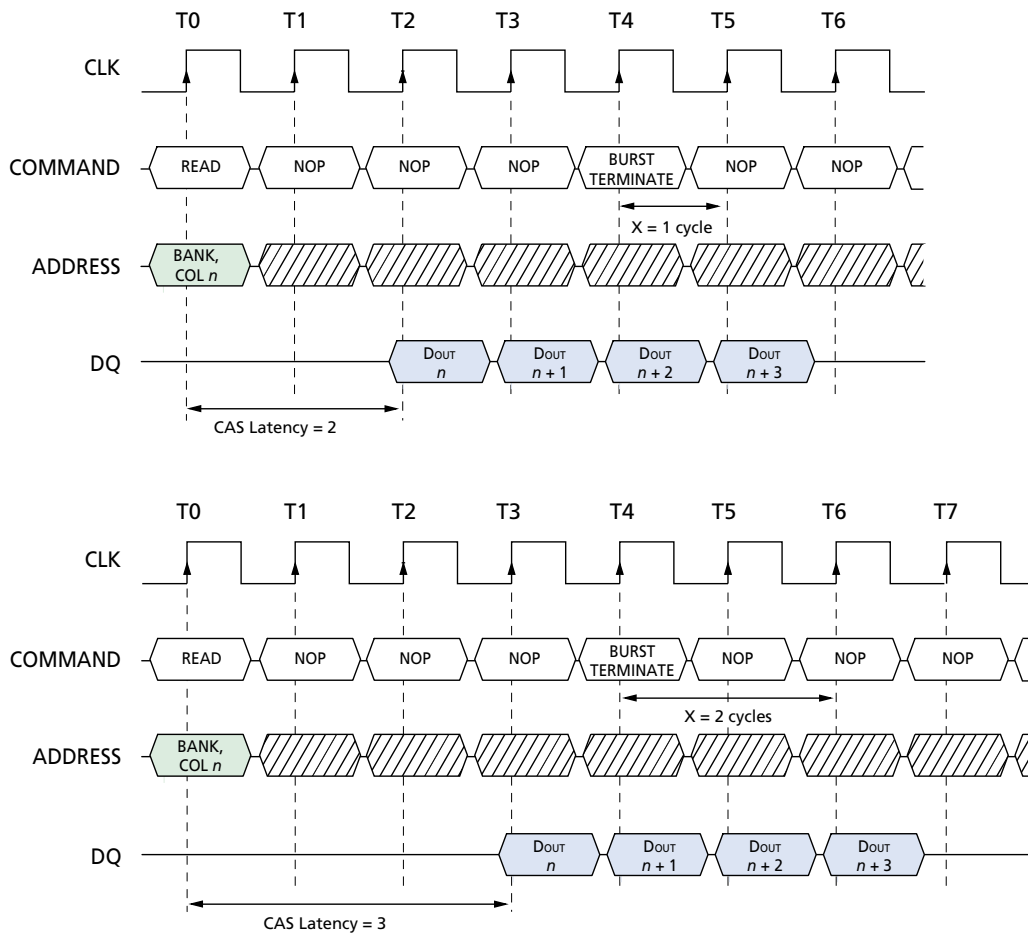 T0 T1 T2 T3 T4 T5 T6
CLK
COMMAND READ NOP NOP NOP BURST TERMINATE NOP NOP
X = 1 cycle
ADDRESS BANK, COL n
DQ DOUT n DOUT n + 1 DOUT n + 2 DOUT n + 3
CAS Latency = 2
T0 T1 T2 T3 T4 T5 T6 T7
CLK
COMMAND READ NOP NOP NOP BURST TERMINATE NOP NOP NOP
X = 2 cycles
ADDRESS BANK, COL n
DQ DOUT n DOUT n + 1 DOUT n + 2 DOUT n + 3
CAS Latency = 3